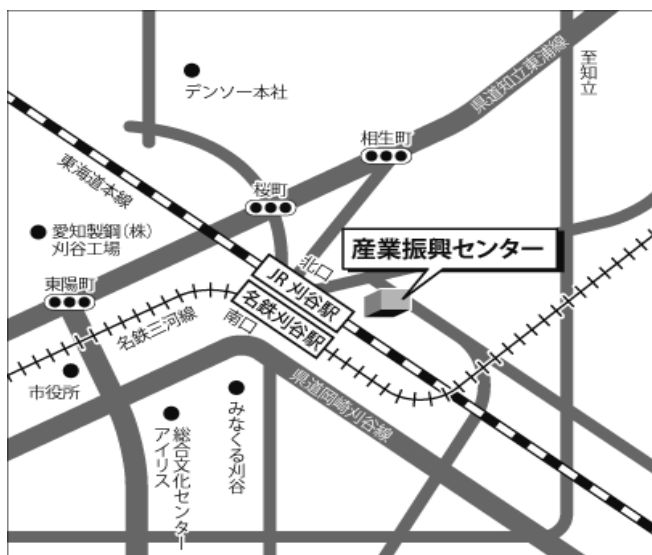 デンソー本社
県道知立東浦線
至知立
相生町
東海道本線
桜町
愛知製鋼(株)
刈谷工場
産業振興センター
北口
JR 刈谷駅
東陽町
名鉄刈谷駅
名鉄三河線
南口
市役所
県道岡崎刈谷線
みなくる刈谷
総合文化センター
アイリス